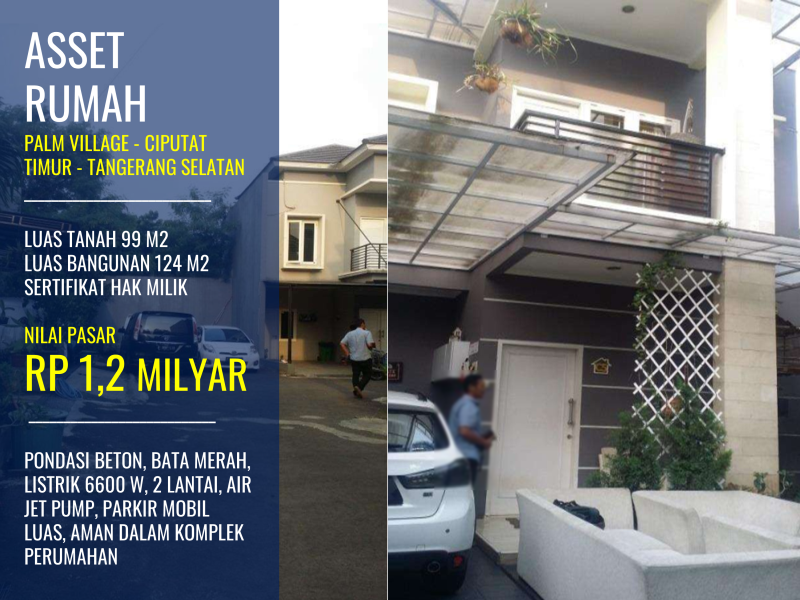 ASSET
RUMAH
PALM VILLAGE - CIPUTAT
TIMUR - TANGERANG SELATAN
LUAS TANAH 99 M2
LUAS BANGUNAN 124 M2
SERTIFIKAT HAK MILIK
NILAI PASAR
RP 1,2 MILYAR
PONDASI BETON, BATA MERAH,
LISTRIK 6600 W, 2 LANTAI, AIR
JET PUMP, PARKIR MOBIL
LUAS, AMAN DALAM KOMPLEK
PERUMAHAN